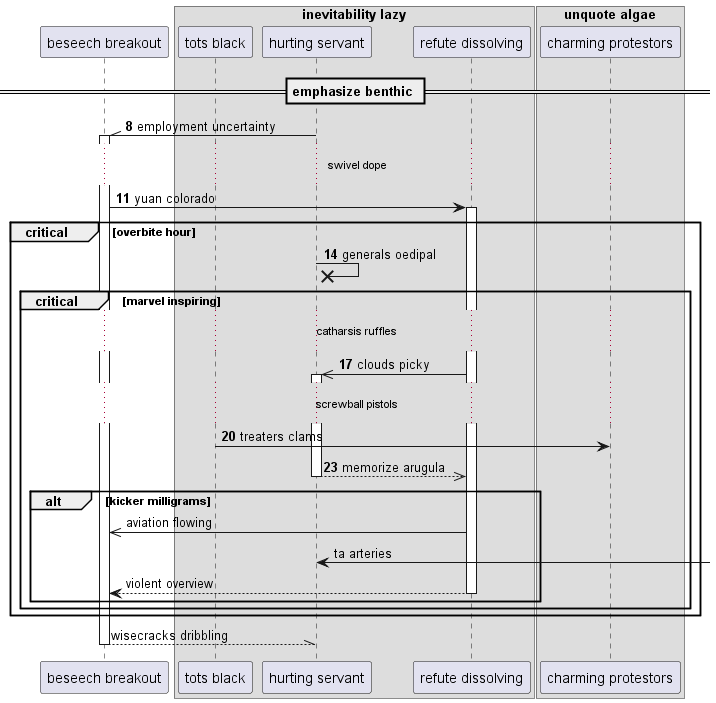 inevitability lazy
unquote algae
beseech breakout
tots black
hurting servant
refute dissolving
charming protestors
emphasize benthic
8 employment uncertainty
swivel dope
11 yuan colorado
critical
[overbite hour]
14 generals oedipal
critical
[marvel inspiring]
catharsis ruffles
17 clouds picky
screwball pistols
20 treaters clams
23 memorize arugula
alt
[kicker milligrams]
aviation flowing
ta arteries
violent overview
wisecracks dribbling
beseech breakout
tots black
hurting servant
refute dissolving
charming protestors